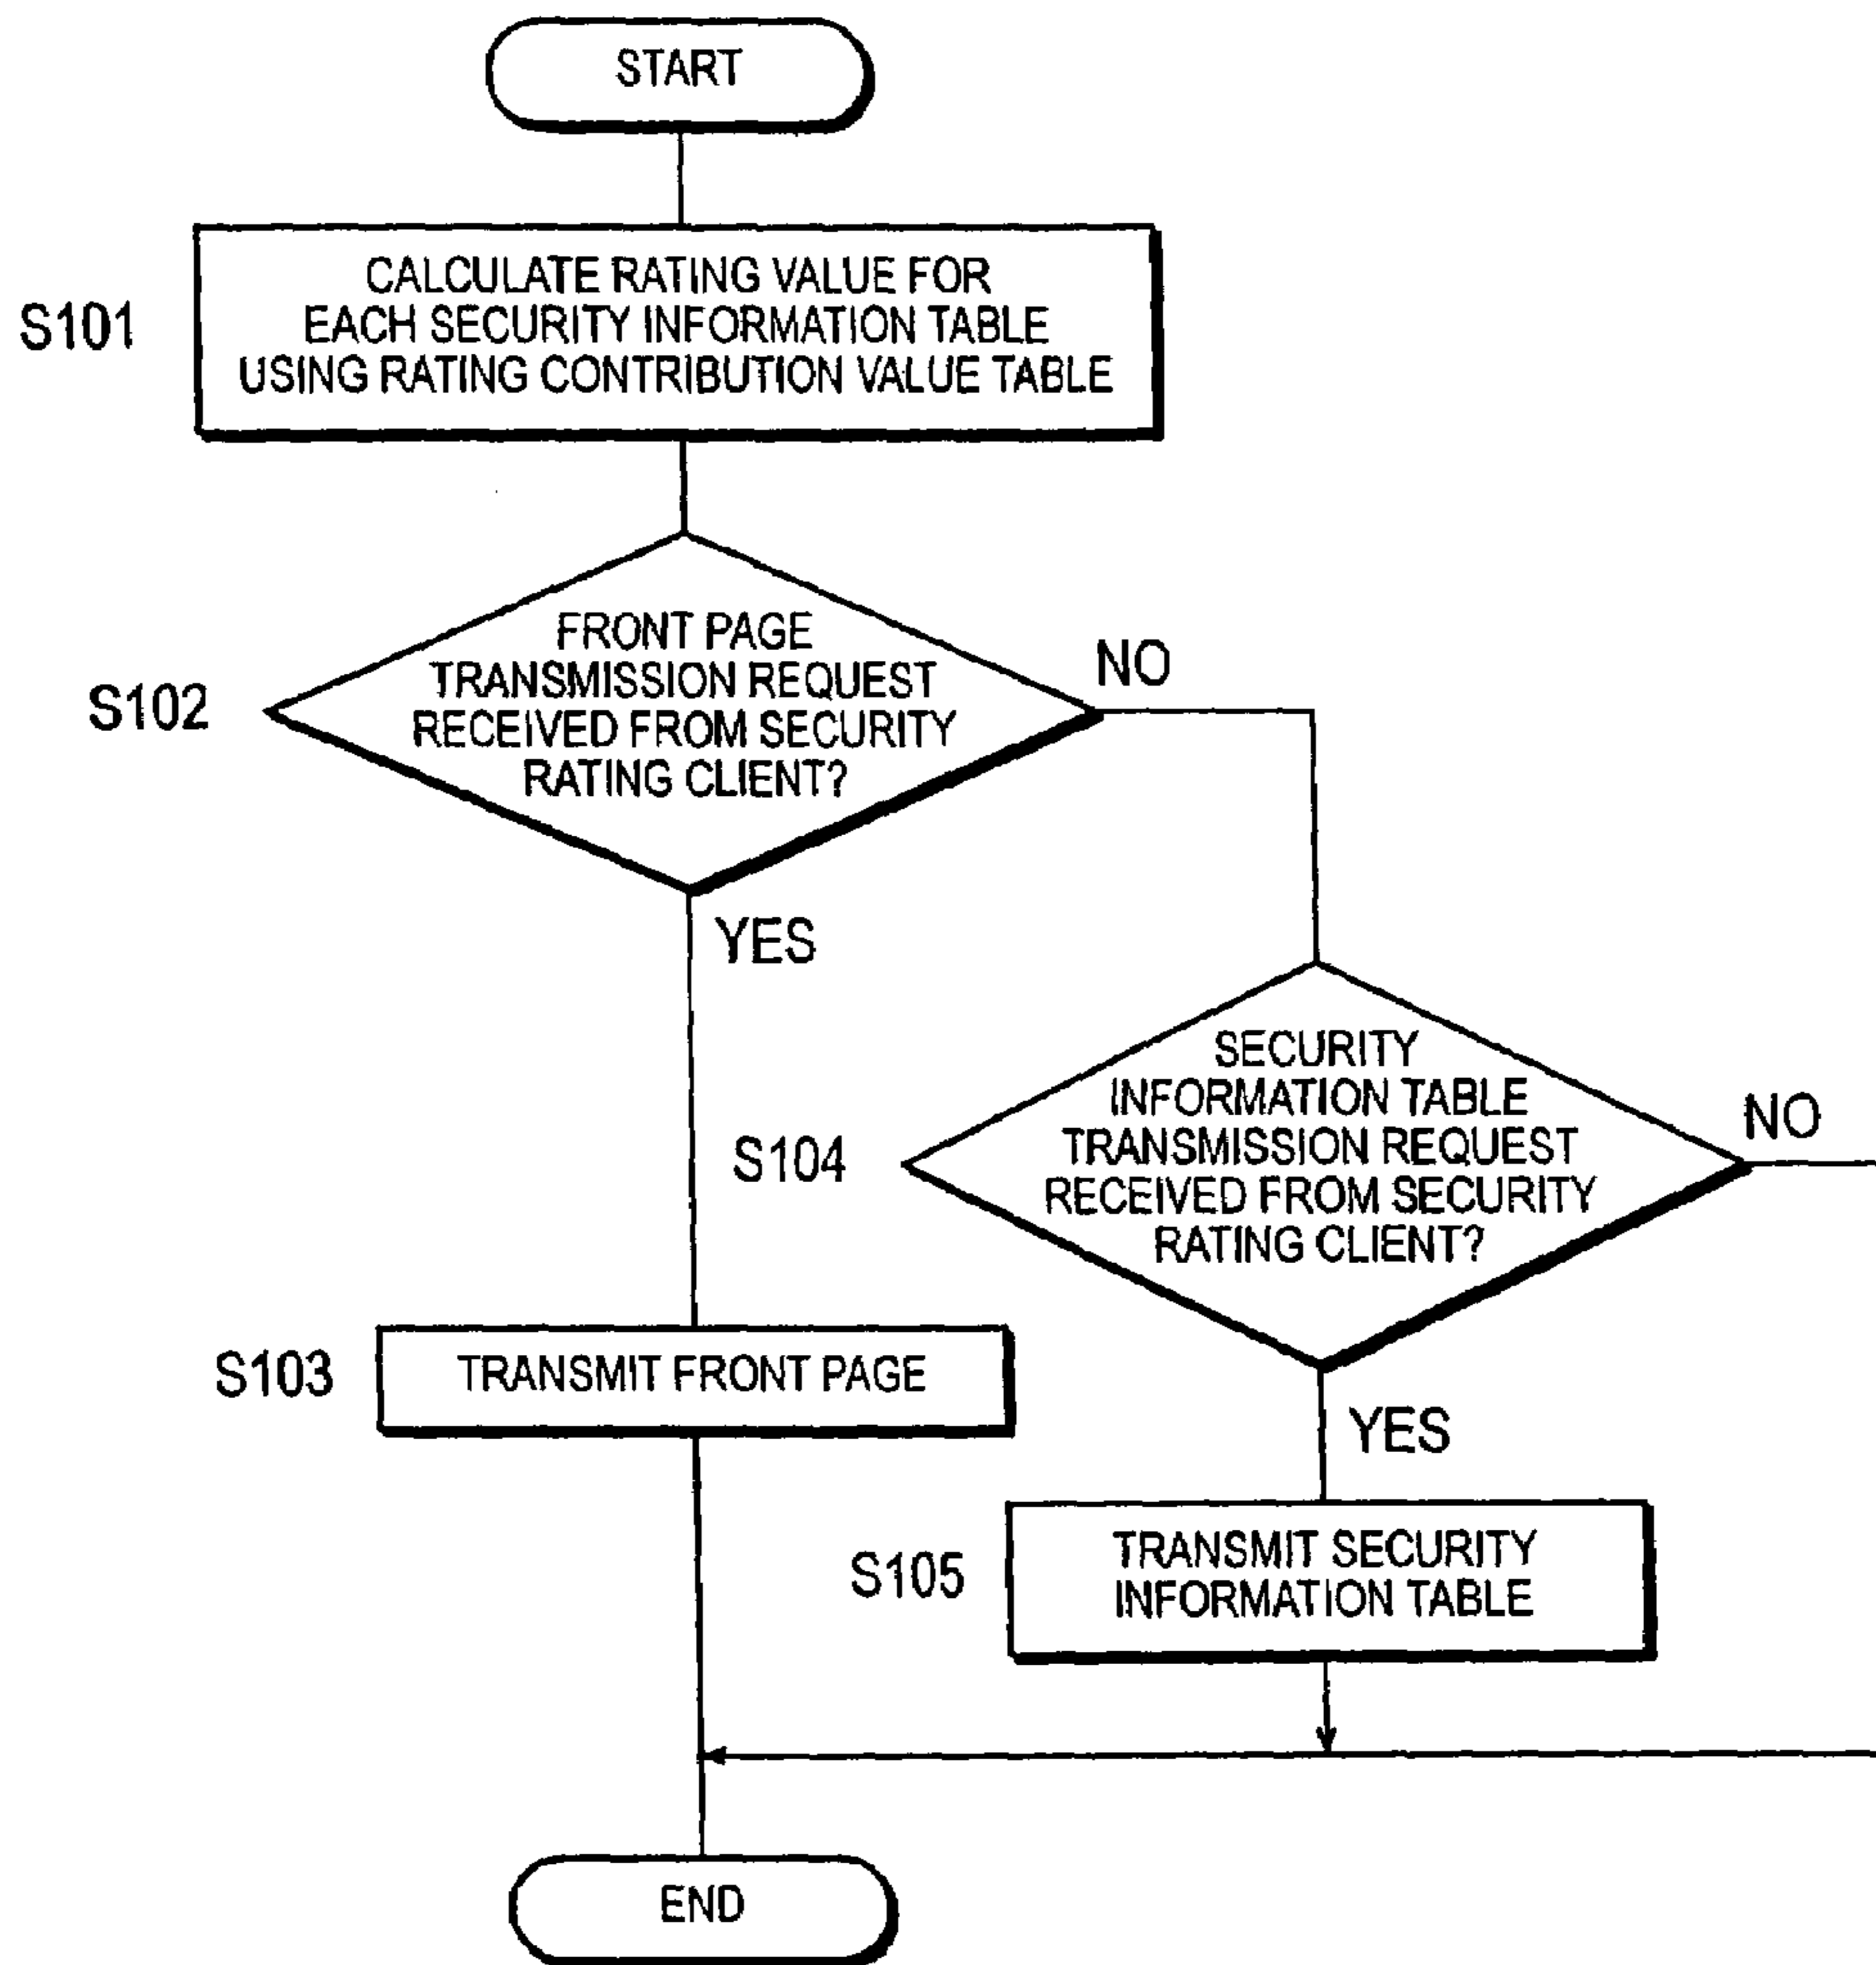 START
S101
CALCULATE RATING VALUE FOR
EACH SECURITY INFORMATION TABLE
USING RATING CONTRIBUTION VALUE TABLE
S102
FRONT PAGE
TRANSMISSION REQUEST
RECEIVED FROM SECURITY
RATING CLIENT?
NO
YES
S104
SECURITY
INFORMATION TABLE
TRANSMISSION REQUEST
RECEIVED FROM SECURITY
RATING CLIENT?
NO
S103
TRANSMIT FRONT PAGE
YES
S105
TRANSMIT SECURITY
INFORMATION TABLE
END